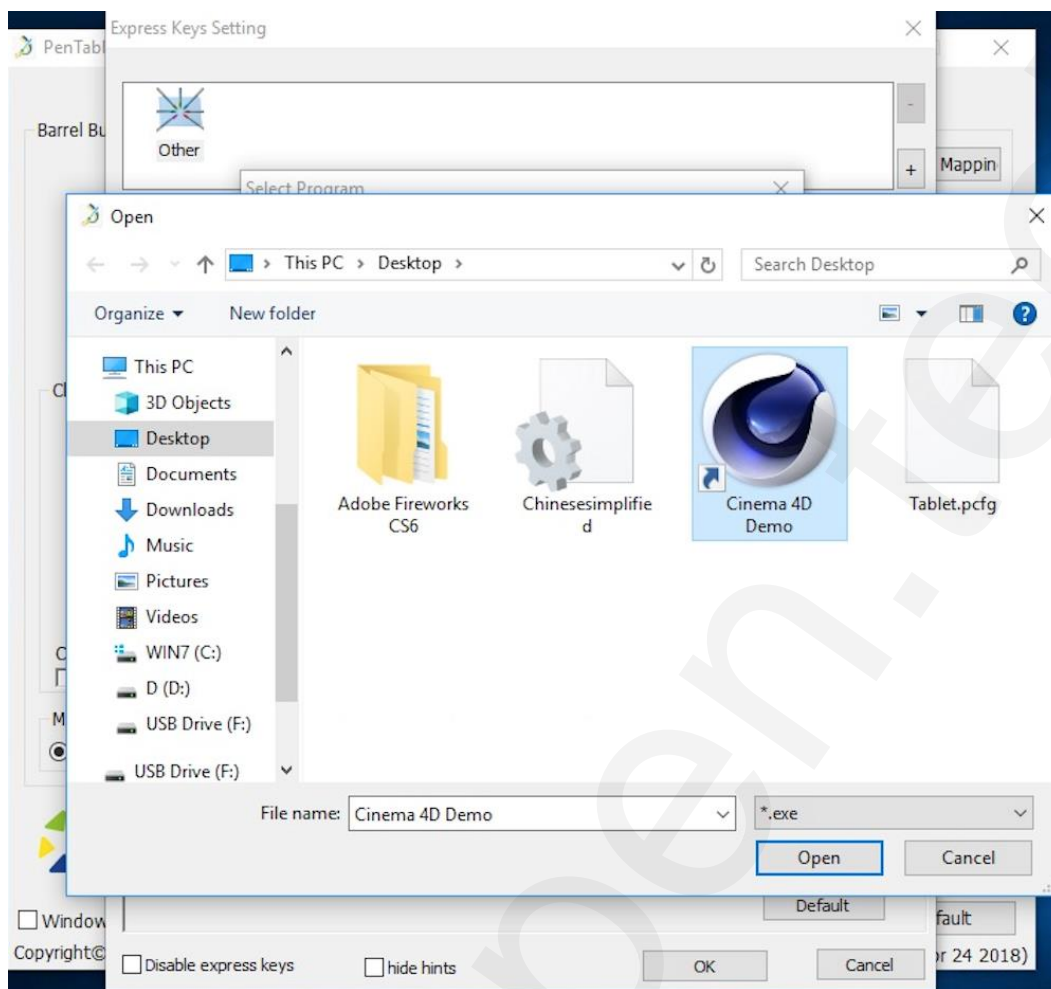 Express Keys Setting
PenTabl
Barrel Bu
Other
-
+
Mappin
Select Program
Open
This PC > Desktop >
Search Desktop
Organize
New folder
This PC
3D Objects
Desktop
Documents
Downloads
Music
Pictures
Videos
WIN7 (C:)
D (D:)
USB Drive (F:)
USB Drive (F:)
Adobe Fireworks
CS6
Chinesesimplifie
d
Cinema 4D
Demo
Tablet.pcfg
File name: Cinema 4D Demo
*.exe
Open
Cancel
Default
fault
Window
Copyright©
Disable express keys
hide hints
OK
Cancel
pr 24 2018)